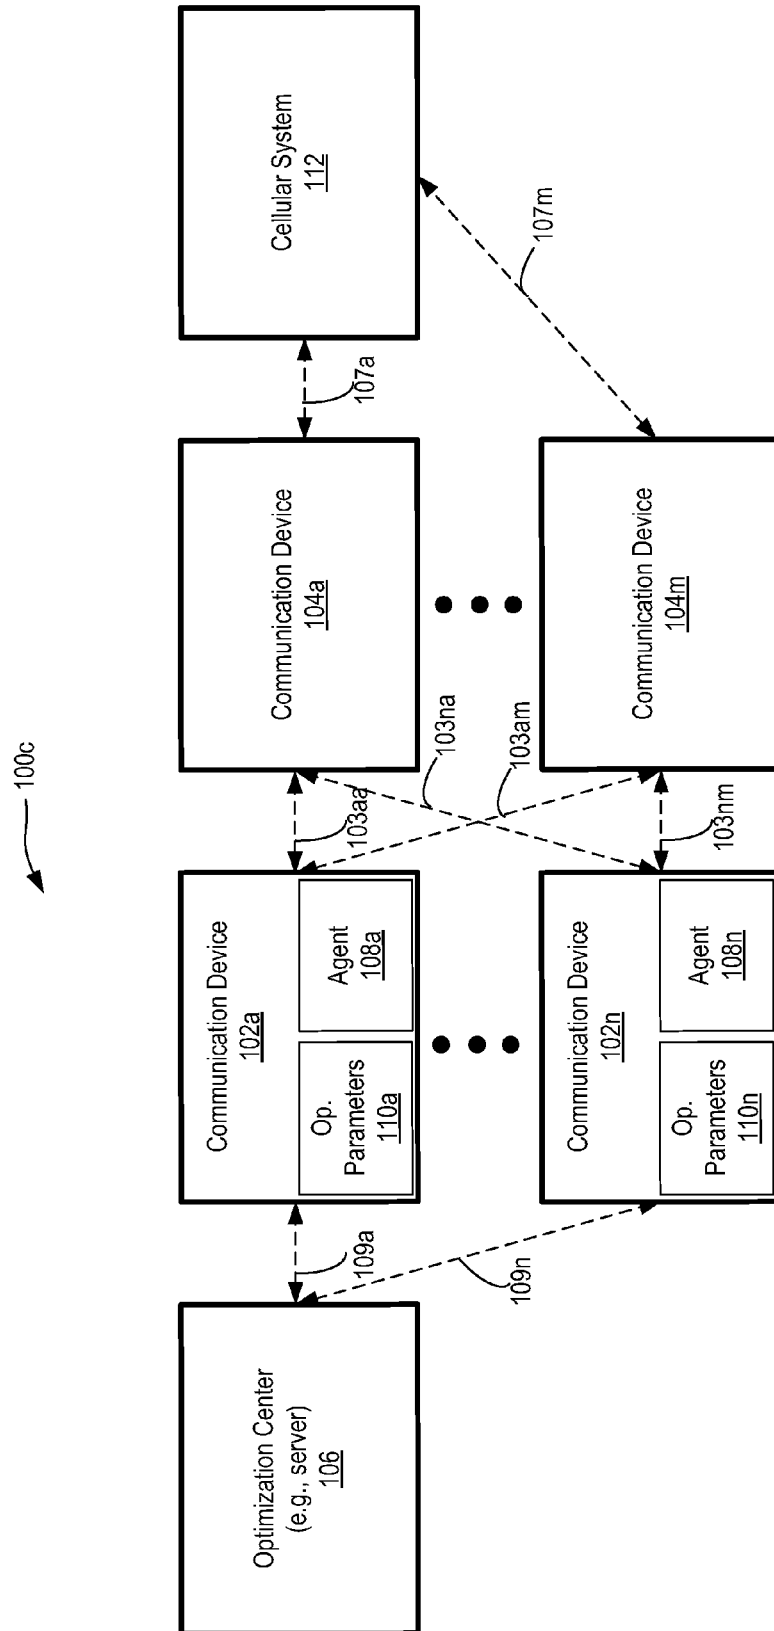 100c
Optimization Center
(e.g., server)
106
109a
109n
Communication Device
102a
Op.
Parameters
110a
Agent
108a
Communication Device
102n
Op.
Parameters
110n
Agent
108n
103aa
103na
103am
103nm
Communication Device
104a
Communication Device
104m
107a
107m
Cellular System
112